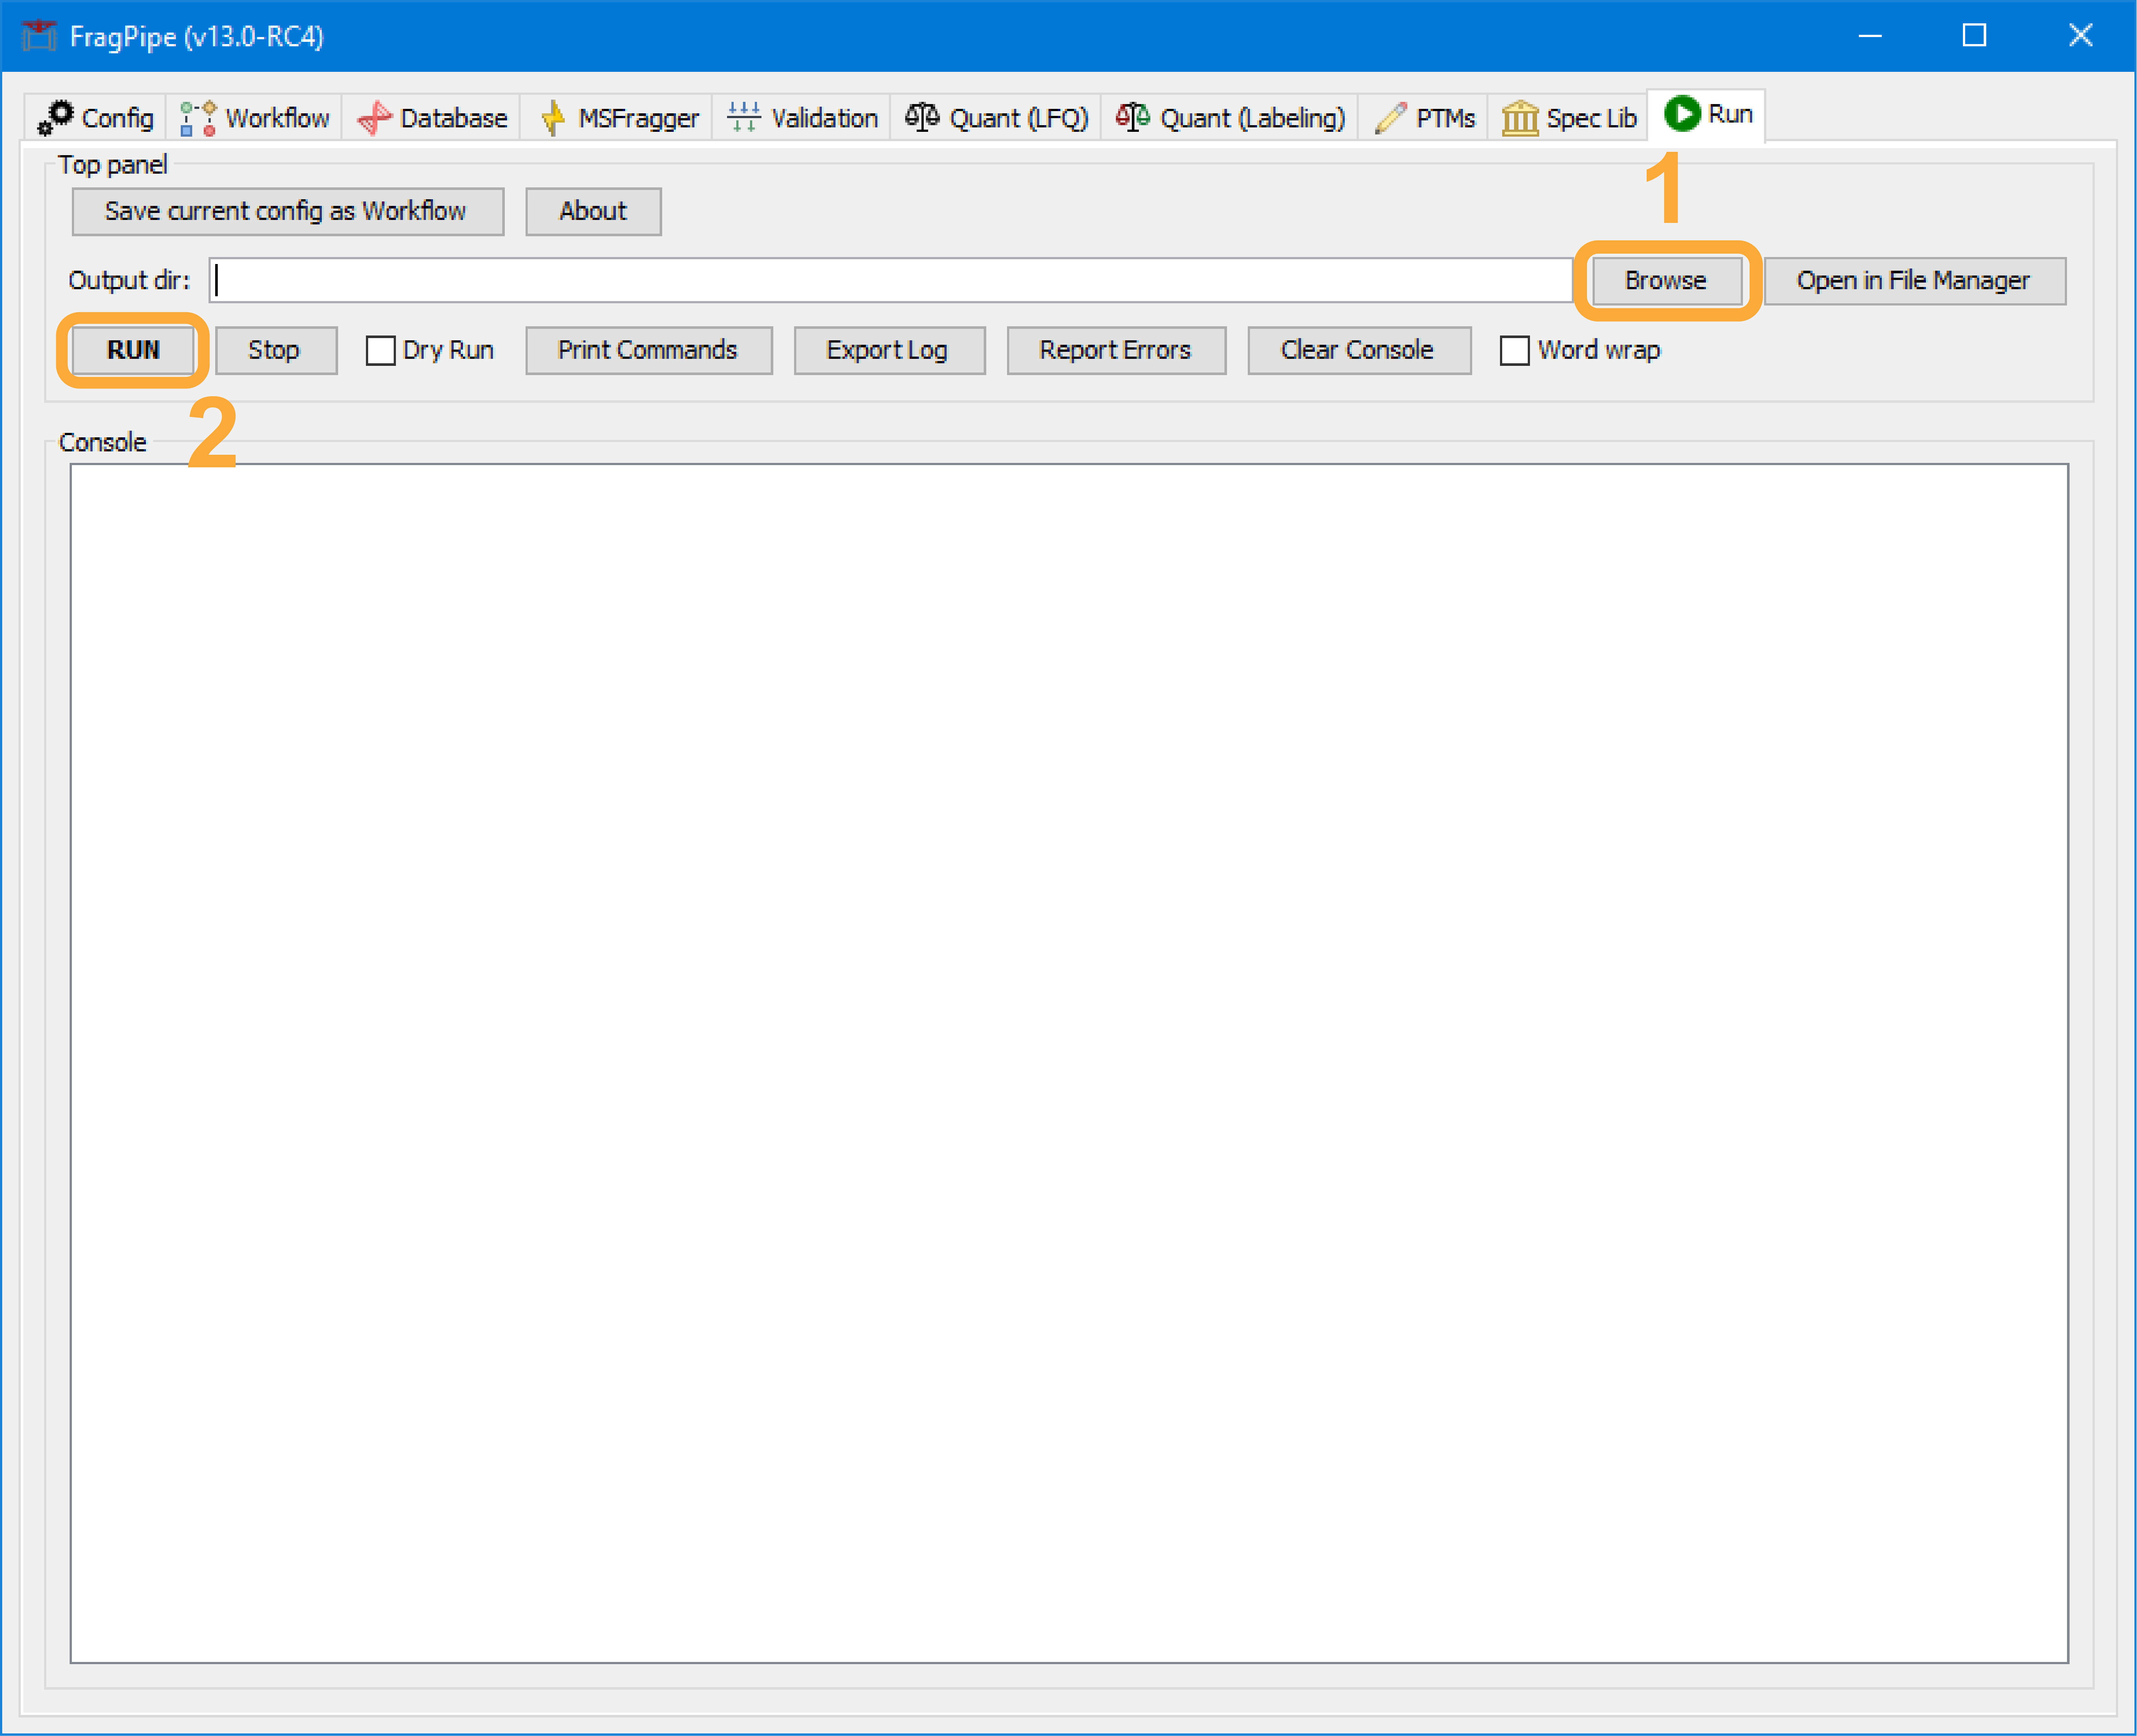 FragPipe (v13.0-RC4)
Config Workflow Database MSFragger Validation Quant (LFQ) Quant (Labeling) PTMs Spec Lib Run
Top panel
1
Save current config as Workflow About
Output dir: Browse Open in File Manager
RUN Stop Dry Run Print Commands Export Log Report Errors Clear Console Word wrap
2
Console